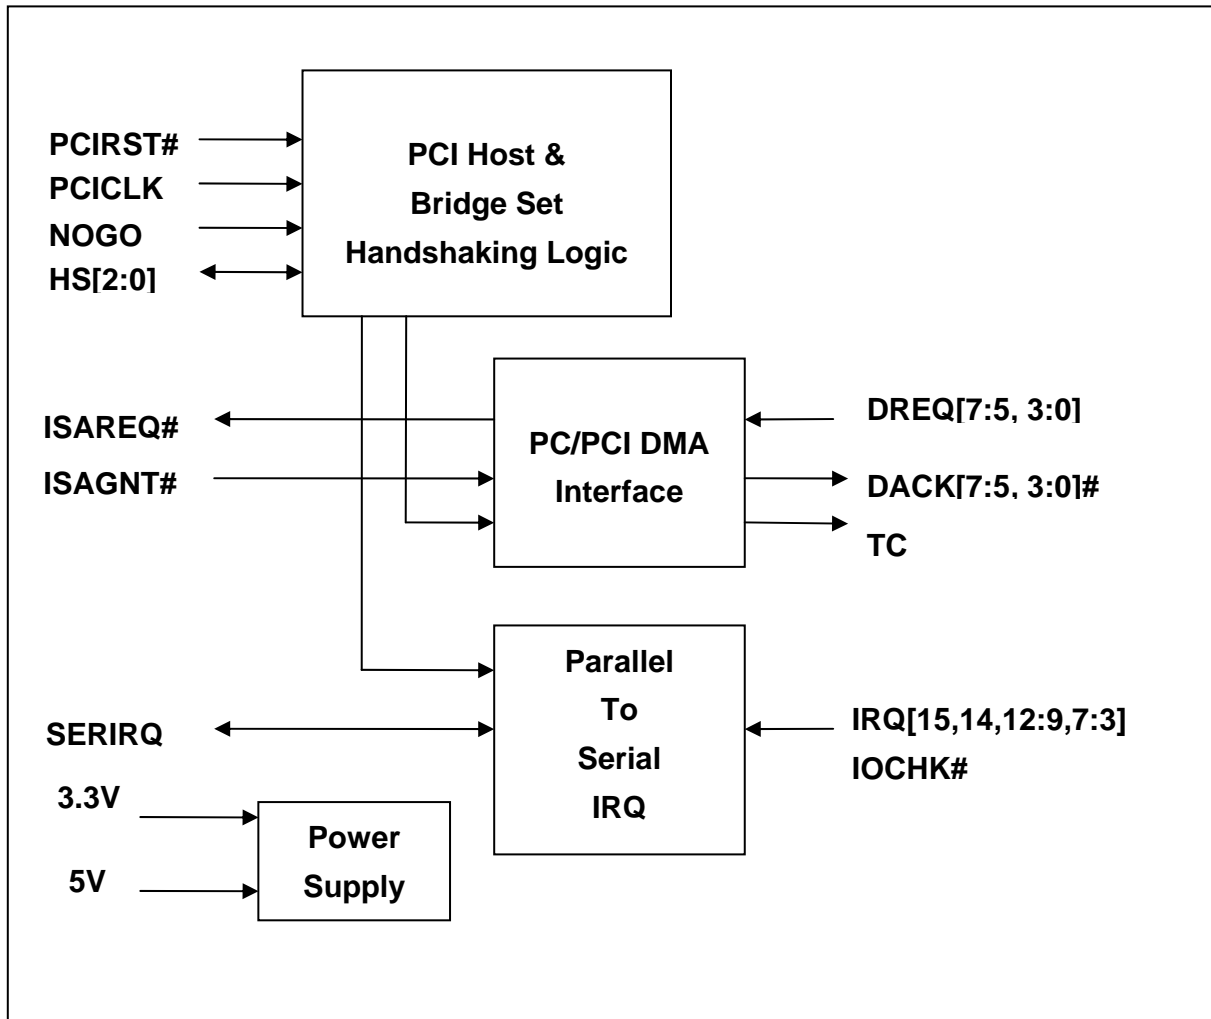 PCIRST#
PCICLK
NOGO
HS[2:0]
PCI Host &
Bridge Set
Handshaking Logic
ISAREQ#
ISAGNT#
PC/PCI DMA
Interface
DREQ[7:5, 3:0]
DACK[7:5, 3:0]#
TC
SERIRQ
Parallel
To
Serial
IRQ
IRQ[15,14,12:9,7:3]
IOCHK#
3.3V
5V
Power
Supply